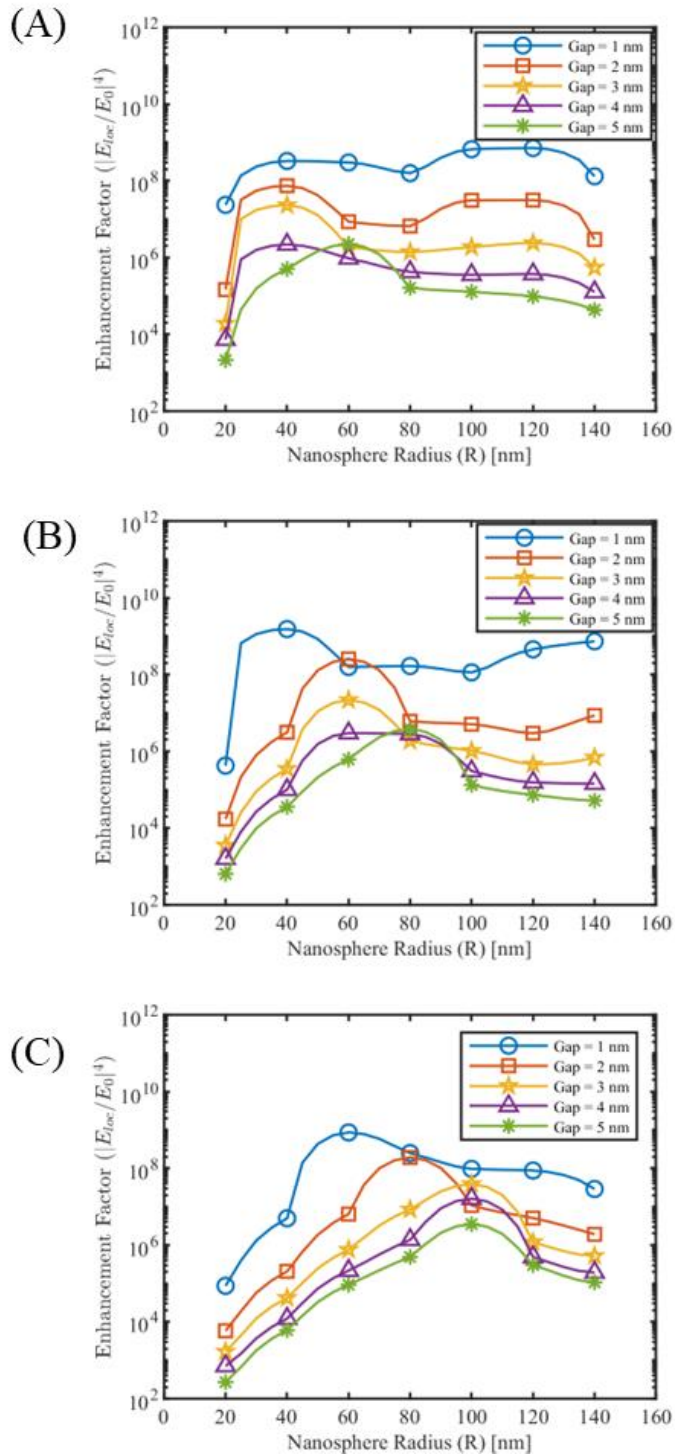 (A)
10^12
10^10
10^8
10^6
10^4
10^2
Enhancement Factor (|E_loc/E_0|^4)
Gap = 1 nm
Gap = 2 nm
Gap = 3 nm
Gap = 4 nm
Gap = 5 nm
0 20 40 60 80 100 120 140 160
Nanosphere Radius (R) [nm]
(B)
10^12
10^10
10^8
10^6
10^4
10^2
Enhancement Factor (|E_loc/E_0|^4)
Gap = 1 nm
Gap = 2 nm
Gap = 3 nm
Gap = 4 nm
Gap = 5 nm
0 20 40 60 80 100 120 140 160
Nanosphere Radius (R) [nm]
(C)
10^12
10^10
10^8
10^6
10^4
10^2
Enhancement Factor (|E_loc/E_0|^4)
Gap = 1 nm
Gap = 2 nm
Gap = 3 nm
Gap = 4 nm
Gap = 5 nm
0 20 40 60 80 100 120 140 160
Nanosphere Radius (R) [nm]